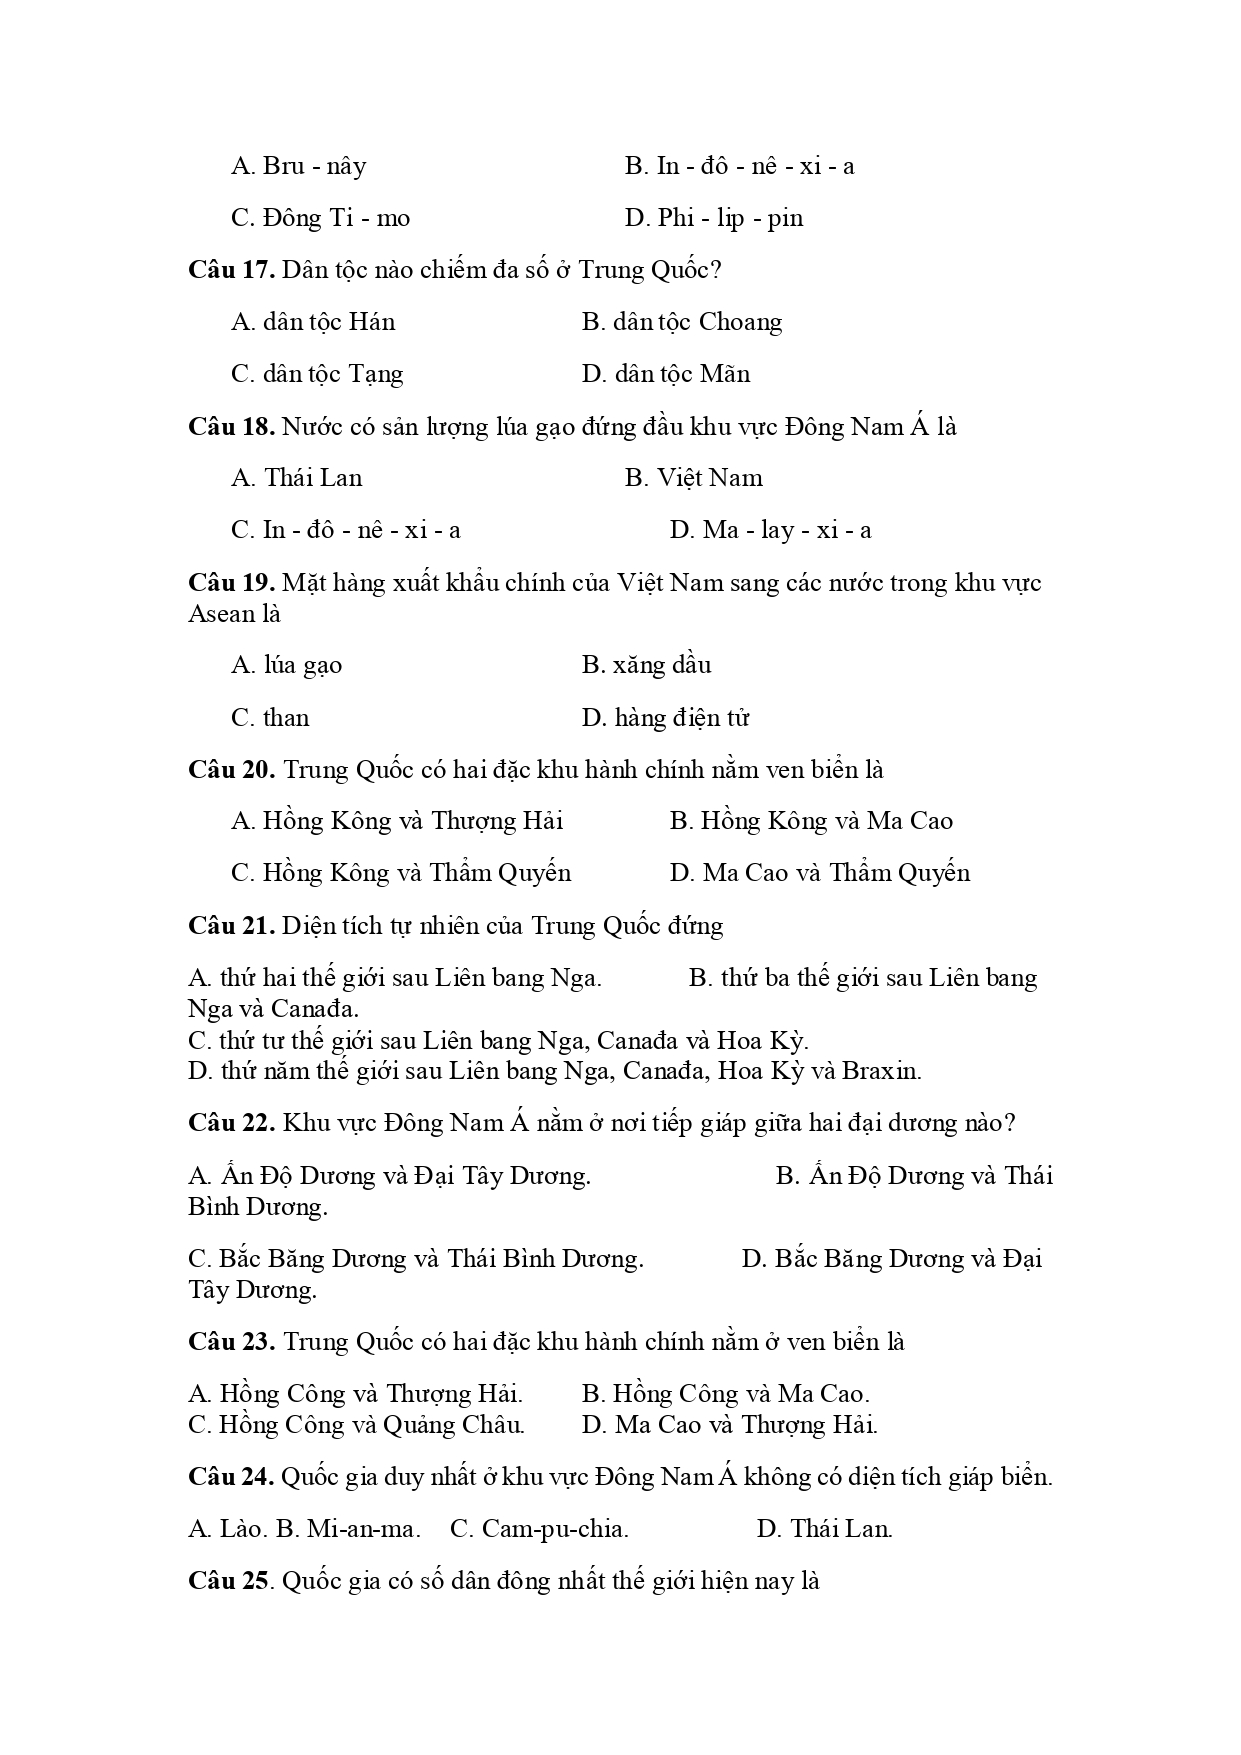 A. Bru - nây B. In - đô - nê - xi - a
C. Đông Ti - mo D. Phi - lip - pin
Câu 17. Dân tộc nào chiếm đa số ở Trung Quốc?
A. dân tộc Hán B. dân tộc Choang
C. dân tộc Tạng D. dân tộc Mãn
Câu 18. Nước có sản lượng lúa gạo đứng đầu khu vực Đông Nam Á là
A. Thái Lan B. Việt Nam
C. In - đô - nê - xi - a D. Ma - lay - xi - a
Câu 19. Mặt hàng xuất khẩu chính của Việt Nam sang các nước trong khu vực
Asean là
A. lúa gạo B. xăng dầu
C. than D. hàng điện tử
Câu 20. Trung Quốc có hai đặc khu hành chính nằm ven biển là
A. Hồng Kông và Thượng Hải B. Hồng Kông và Ma Cao
C. Hồng Kông và Thẩm Quyến D. Ma Cao và Thẩm Quyến
Câu 21. Diện tích tự nhiên của Trung Quốc đứng
A. thứ hai thế giới sau Liên bang Nga. B. thứ ba thế giới sau Liên bang
Nga và Canađa.
C. thứ tư thế giới sau Liên bang Nga, Canađa và Hoa Kỳ.
D. thứ năm thế giới sau Liên bang Nga, Canađa, Hoa Kỳ và Braxin.
Câu 22. Khu vực Đông Nam Á nằm ở nơi tiếp giáp giữa hai đại dương nào?
A. Ấn Độ Dương và Đại Tây Dương. B. Ấn Độ Dương và Thái
Bình Dương.
C. Bắc Băng Dương và Thái Bình Dương. D. Bắc Băng Dương và Đại
Tây Dương.
Câu 23. Trung Quốc có hai đặc khu hành chính nằm ở ven biển là
A. Hồng Công và Thượng Hải. B. Hồng Công và Ma Cao.
C. Hồng Công và Quảng Châu. D. Ma Cao và Thượng Hải.
Câu 24. Quốc gia duy nhất ở khu vực Đông Nam Á không có diện tích giáp biển.
A. Lào. B. Mi-an-ma. C. Cam-pu-chia. D. Thái Lan.
Câu 25. Quốc gia có số dân đông nhất thế giới hiện nay là